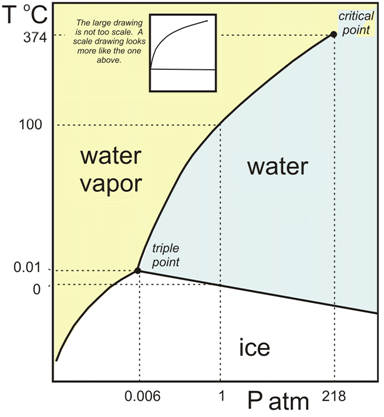 T °C
The large drawing
is not too scale. A
scale drawing looks
more like the one
above.
critical
point
374
100
water
vapor
water
triple
point
0.01
0
ice
0.006
1
P atm
218